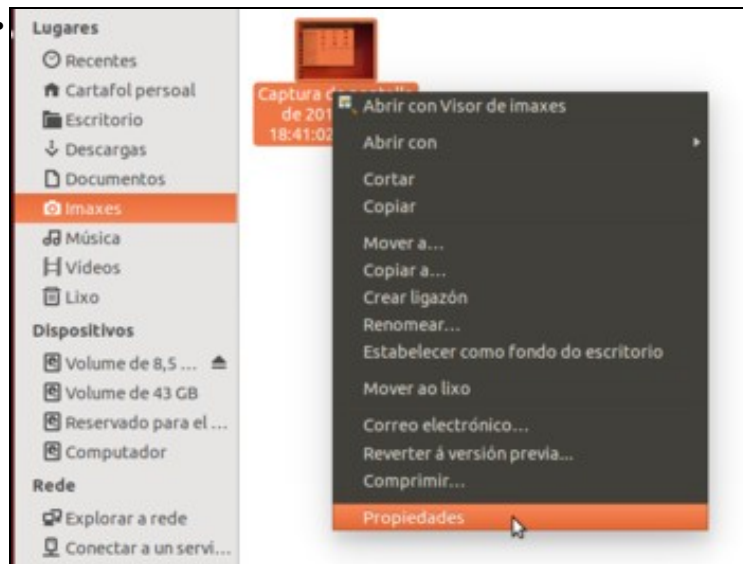 Lugares
Recentes
Cartafol persoal
Escritorio
Descargas
Documentos
Imaxes
Música
Vídeos
Lixo
Dispositivos
Volume de 8,5 ...
Volume de 43 GB
Reservado para el ...
Computador
Rede
Explorar a rede
Conectar a un servi...
Captura
de 201
18:41:02
Abrir con Visor de imaxes
Abrir con
Cortar
Copiar
Mover a...
Copiar a...
Crear ligazón
Renomear...
Estabelecer como fondo do escritorio
Mover ao lixo
Correo electrónico...
Reverter á versión previa...
Comprimir...
Propiedades